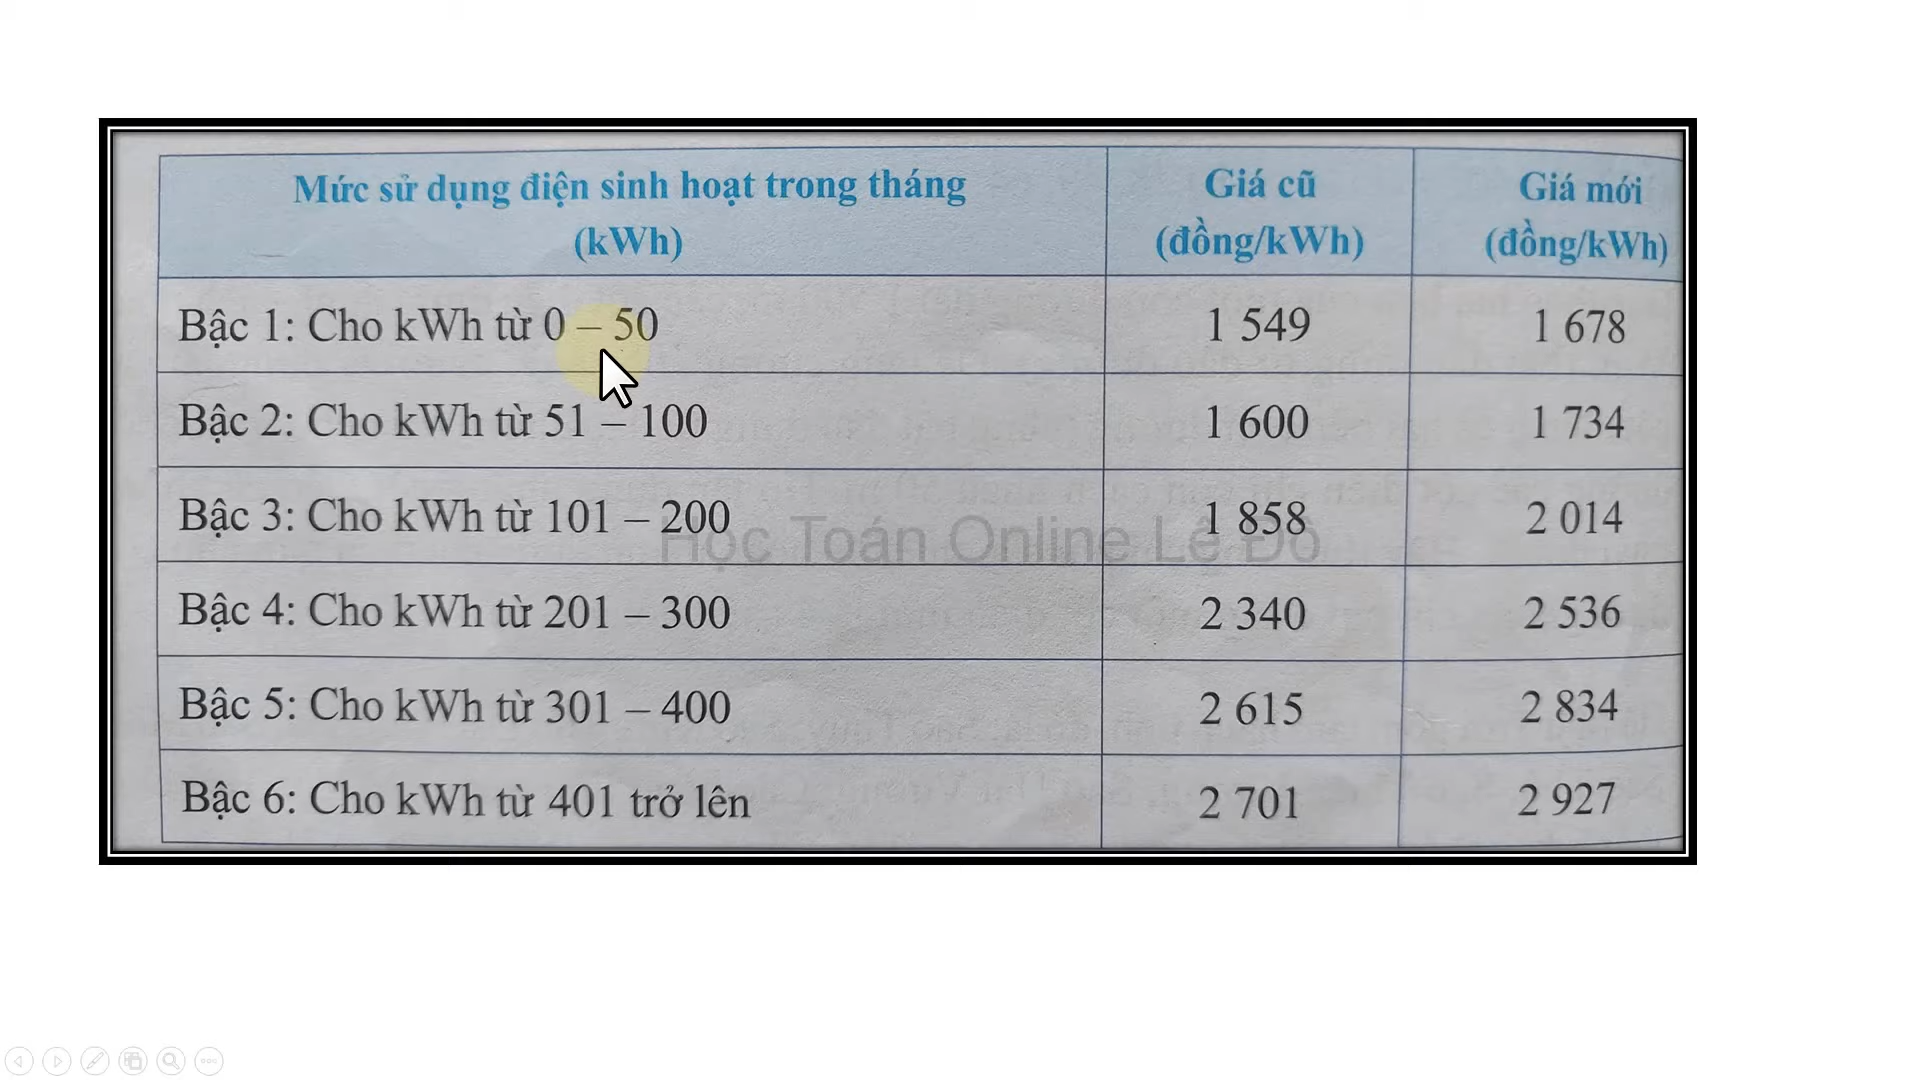 Mức sử dụng điện sinh hoạt trong tháng
(kWh)
Giá cũ
(đồng/kWh)
Giá mới
(đồng/kWh)
Bậc 1: Cho kWh từ 0 – 50 1 549 1 678
Bậc 2: Cho kWh từ 51 – 100 1 600 1 734
Bậc 3: Cho kWh từ 101 – 200 1 858 2 014
Học Toán Online Lê Đô
Bậc 4: Cho kWh từ 201 – 300 2 340 2 536
Bậc 5: Cho kWh từ 301 – 400 2 615 2 834
Bậc 6: Cho kWh từ 401 trở lên 2 701 2 927